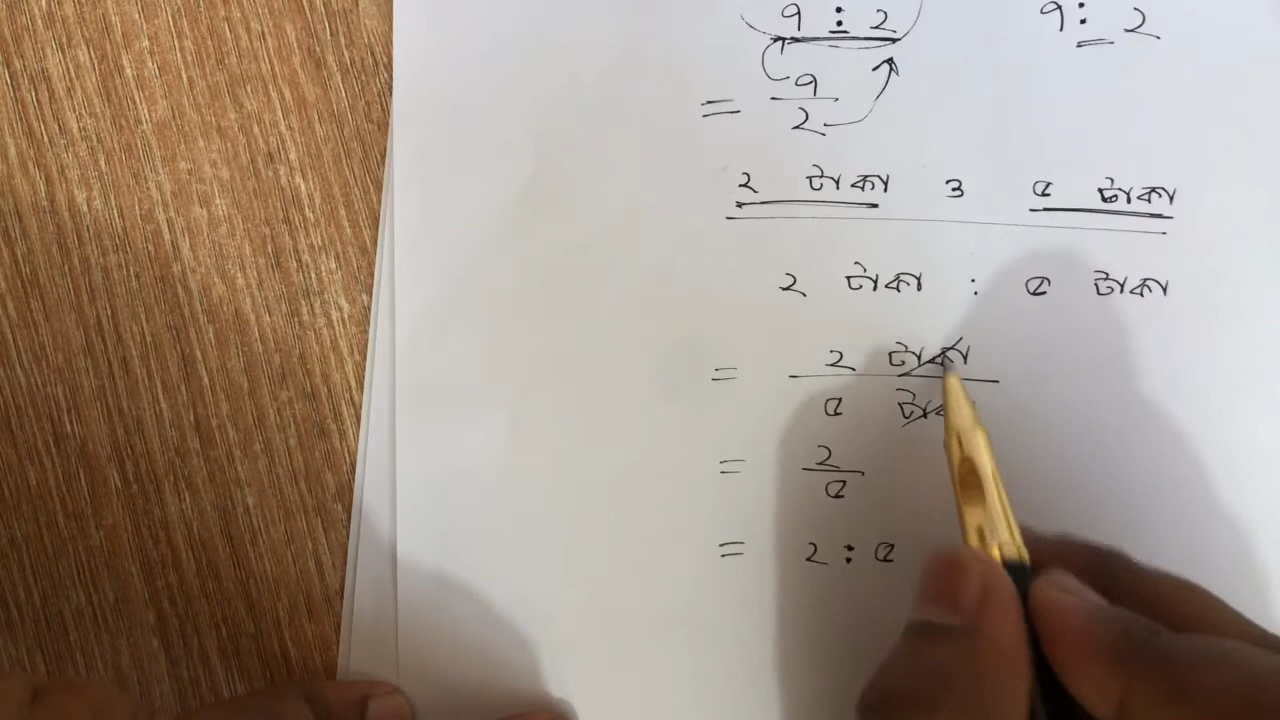 ৭ : ২ ৭ : ২
= ৭/২
২ টাকা ও ৫ টাকা
২ টাকা : ৫ টাকা
= ২ টাকা / ৫ টাকা
= ২/৫
= ২ : ৫